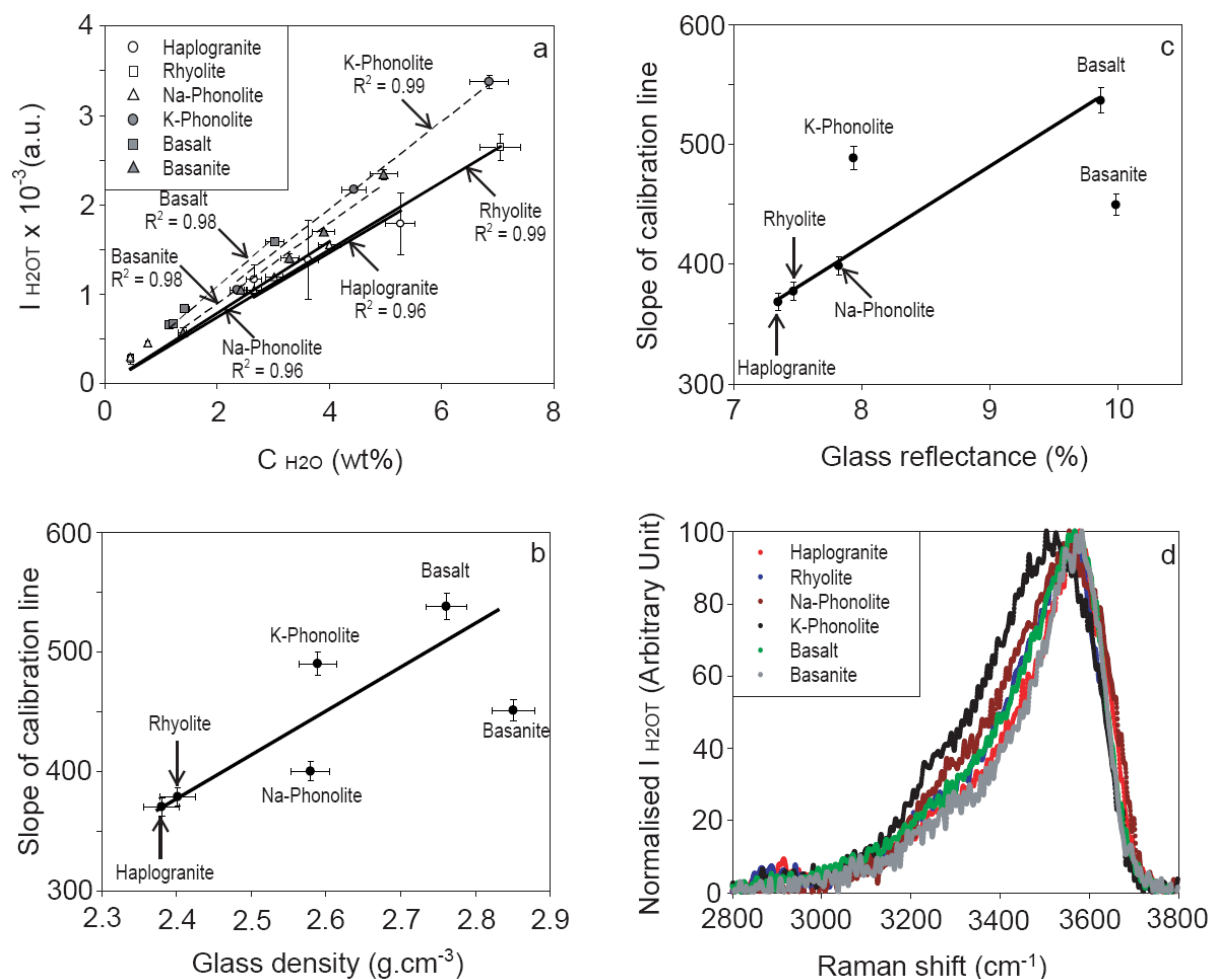 a
4
3
2
1
0
I H2OT x 10-3 (a.u.)
Haplogranite
Rhyolite
Na-Phonolite
K-Phonolite
Basalt
Basanite
K-Phonolite
R2 = 0.99
Basalt
R2 = 0.98
Basanite
R2 = 0.98
Rhyolite
R2 = 0.99
Haplogranite
R2 = 0.96
Na-Phonolite
R2 = 0.96
0 2 4 6 8
C H2O (wt%)
c
600
500
400
300
Slope of calibration line
Basalt
K-Phonolite
Basanite
Rhyolite
Na-Phonolite
Haplogranite
7 8 9 10
Glass reflectance (%)
b
600
500
400
300
Slope of calibration line
Basalt
K-Phonolite
Rhyolite
Basanite
Na-Phonolite
Haplogranite
2.3 2.4 2.5 2.6 2.7 2.8 2.9
Glass density (g.cm-3)
d
100
80
60
40
20
0
Normalised I H2OT (Arbitrary Unit)
Haplogranite
Rhyolite
Na-Phonolite
K-Phonolite
Basalt
Basanite
2800 3000 3200 3400 3600 3800
Raman shift (cm-1)